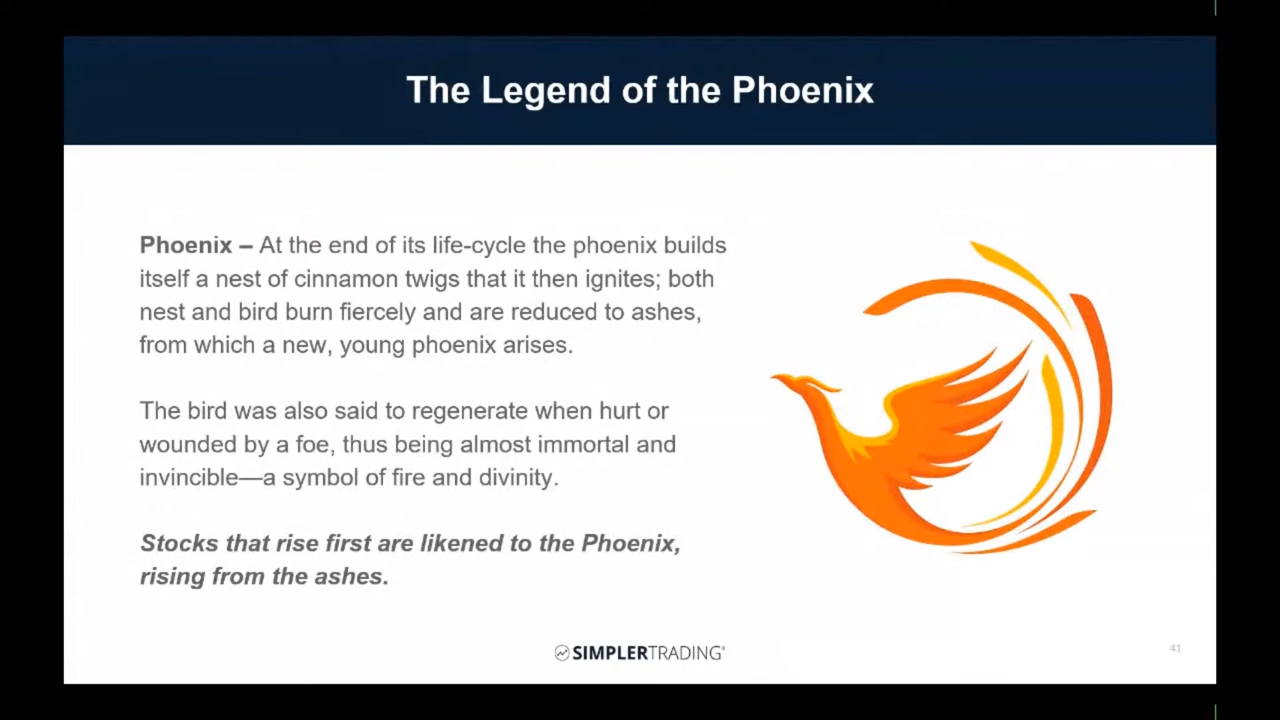 The Legend of the Phoenix
Phoenix – At the end of its life-cycle the phoenix builds
itself a nest of cinnamon twigs that it then ignites; both
nest and bird burn fiercely and are reduced to ashes,
from which a new, young phoenix arises.
The bird was also said to regenerate when hurt or
wounded by a foe, thus being almost immortal and
invincible—a symbol of fire and divinity.
Stocks that rise first are likened to the Phoenix,
rising from the ashes.
SIMPLERTRADING®
41